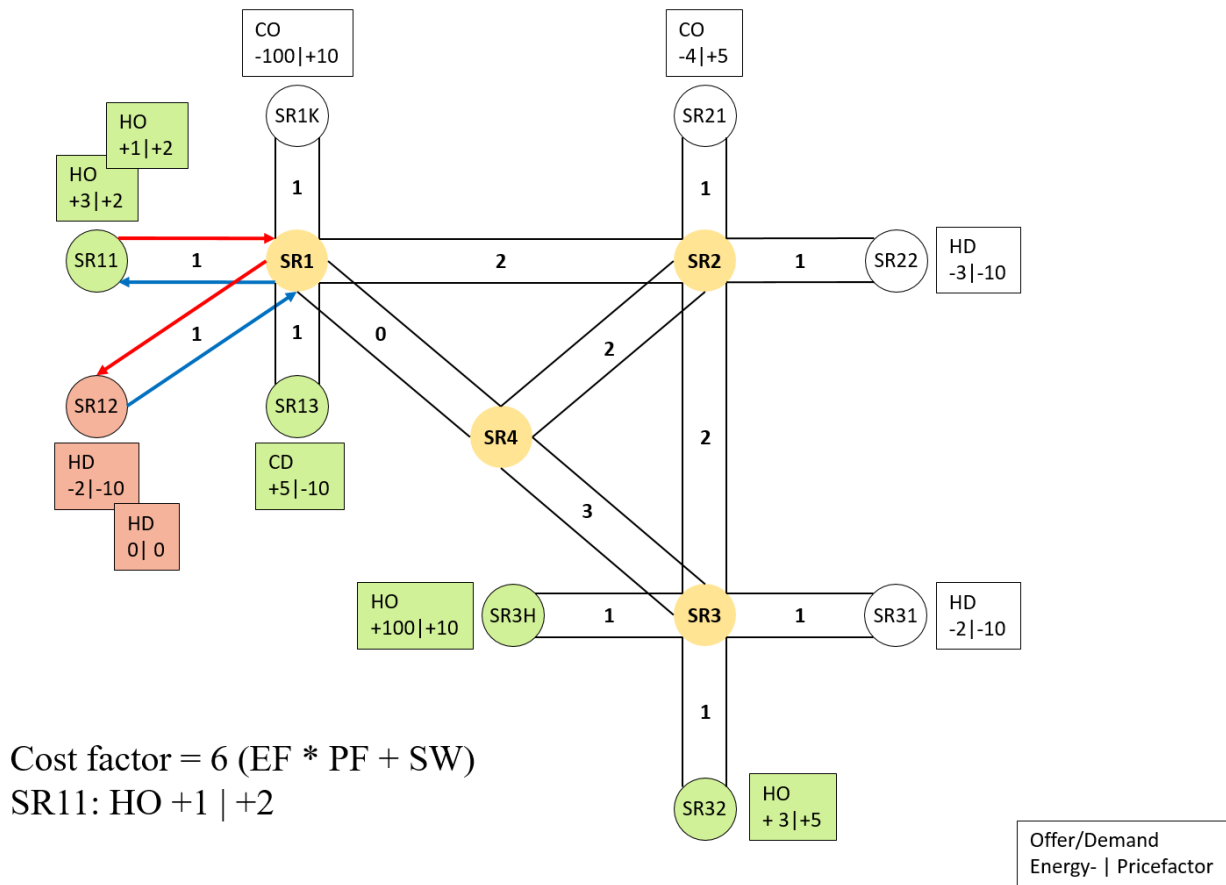 CO
-100|+10
CO
-4|+5
SR1K
SR21
HO
+1|+2
HO
+3|+2
1
1
SR11
1
SR1
2
SR2
1
SR22
HD
-3|-10
1
1
0
2
SR12
SR13
SR4
2
HD
-2|-10
HD
0| 0
CD
+5|-10
3
HO
+100|+10
SR3H
1
SR3
1
SR31
HD
-2|-10
1
Cost factor = 6 (EF * PF + SW)
SR11: HO +1 | +2
SR32
HO
+ 3|+5
Offer/Demand
Energy- | Pricefactor